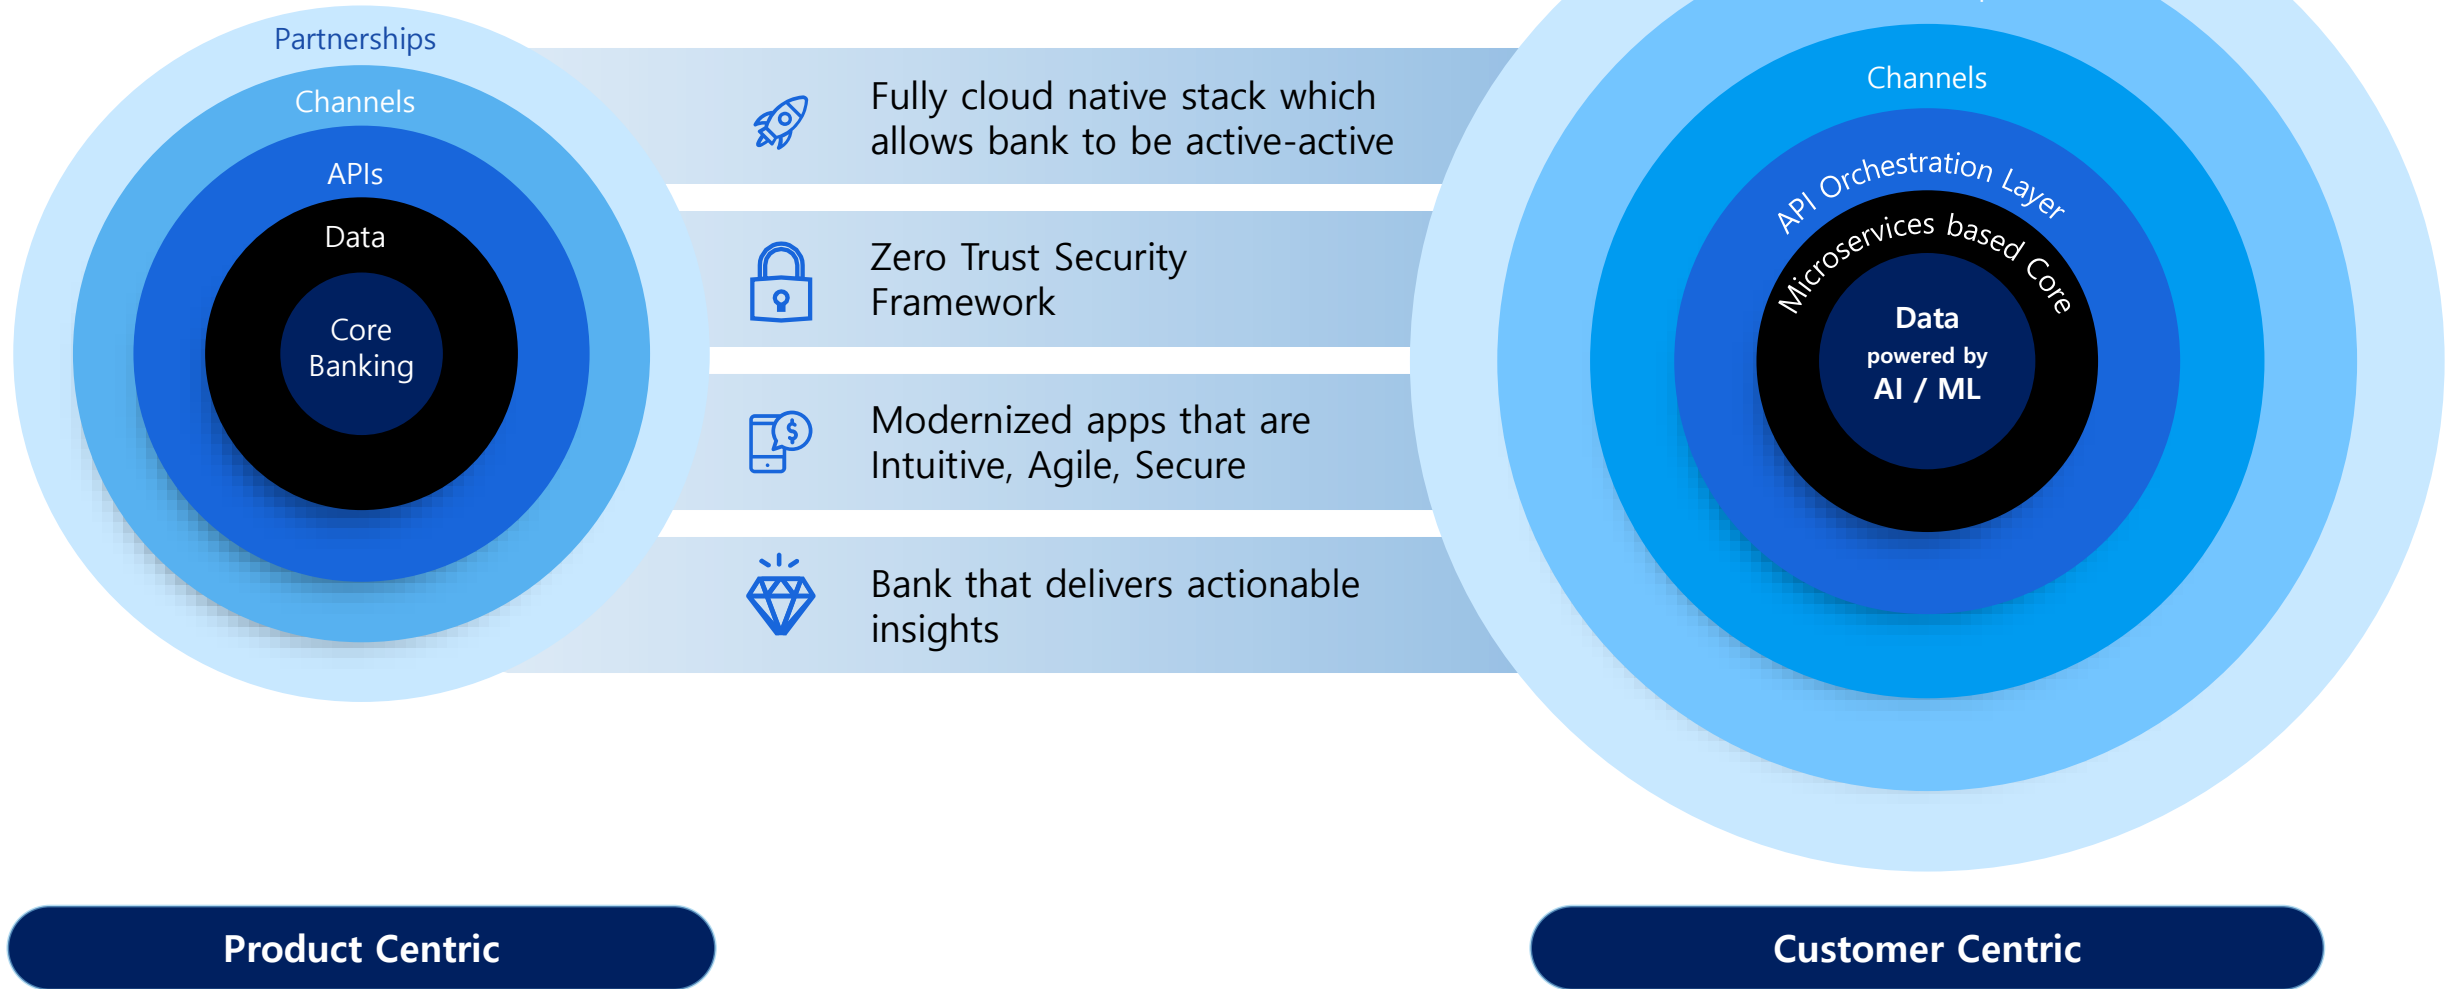 Partnerships
Channels
APIs
Data
Core
Banking
Fully cloud native stack which
allows bank to be active-active
Zero Trust Security
Framework
Modernized apps that are
Intuitive, Agile, Secure
$
Bank that delivers actionable
insights
Channels
API Orchestration Layer
Microservices based Core
Data
powered by
AI / ML
Product Centric
Customer Centric